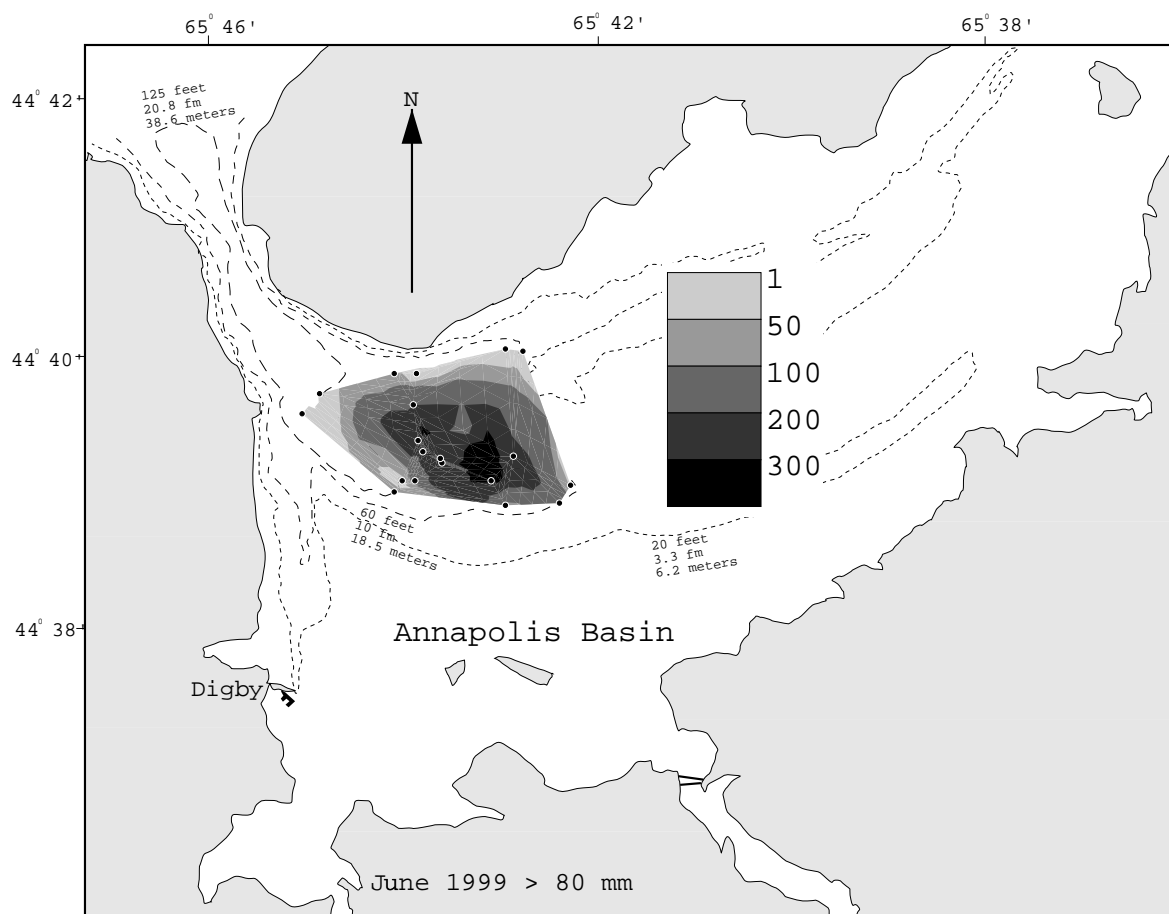 65° 46'
65° 42'
65° 38'
44° 42'
125 feet
20.8 fm
38.6 meters
N
1
50
44° 40'
100
200
300
60 feet
10 fm
18.5 meters
20 feet
3.3 fm
6.2 meters
44° 38'
Annapolis Basin
Digby
June 1999 > 80 mm